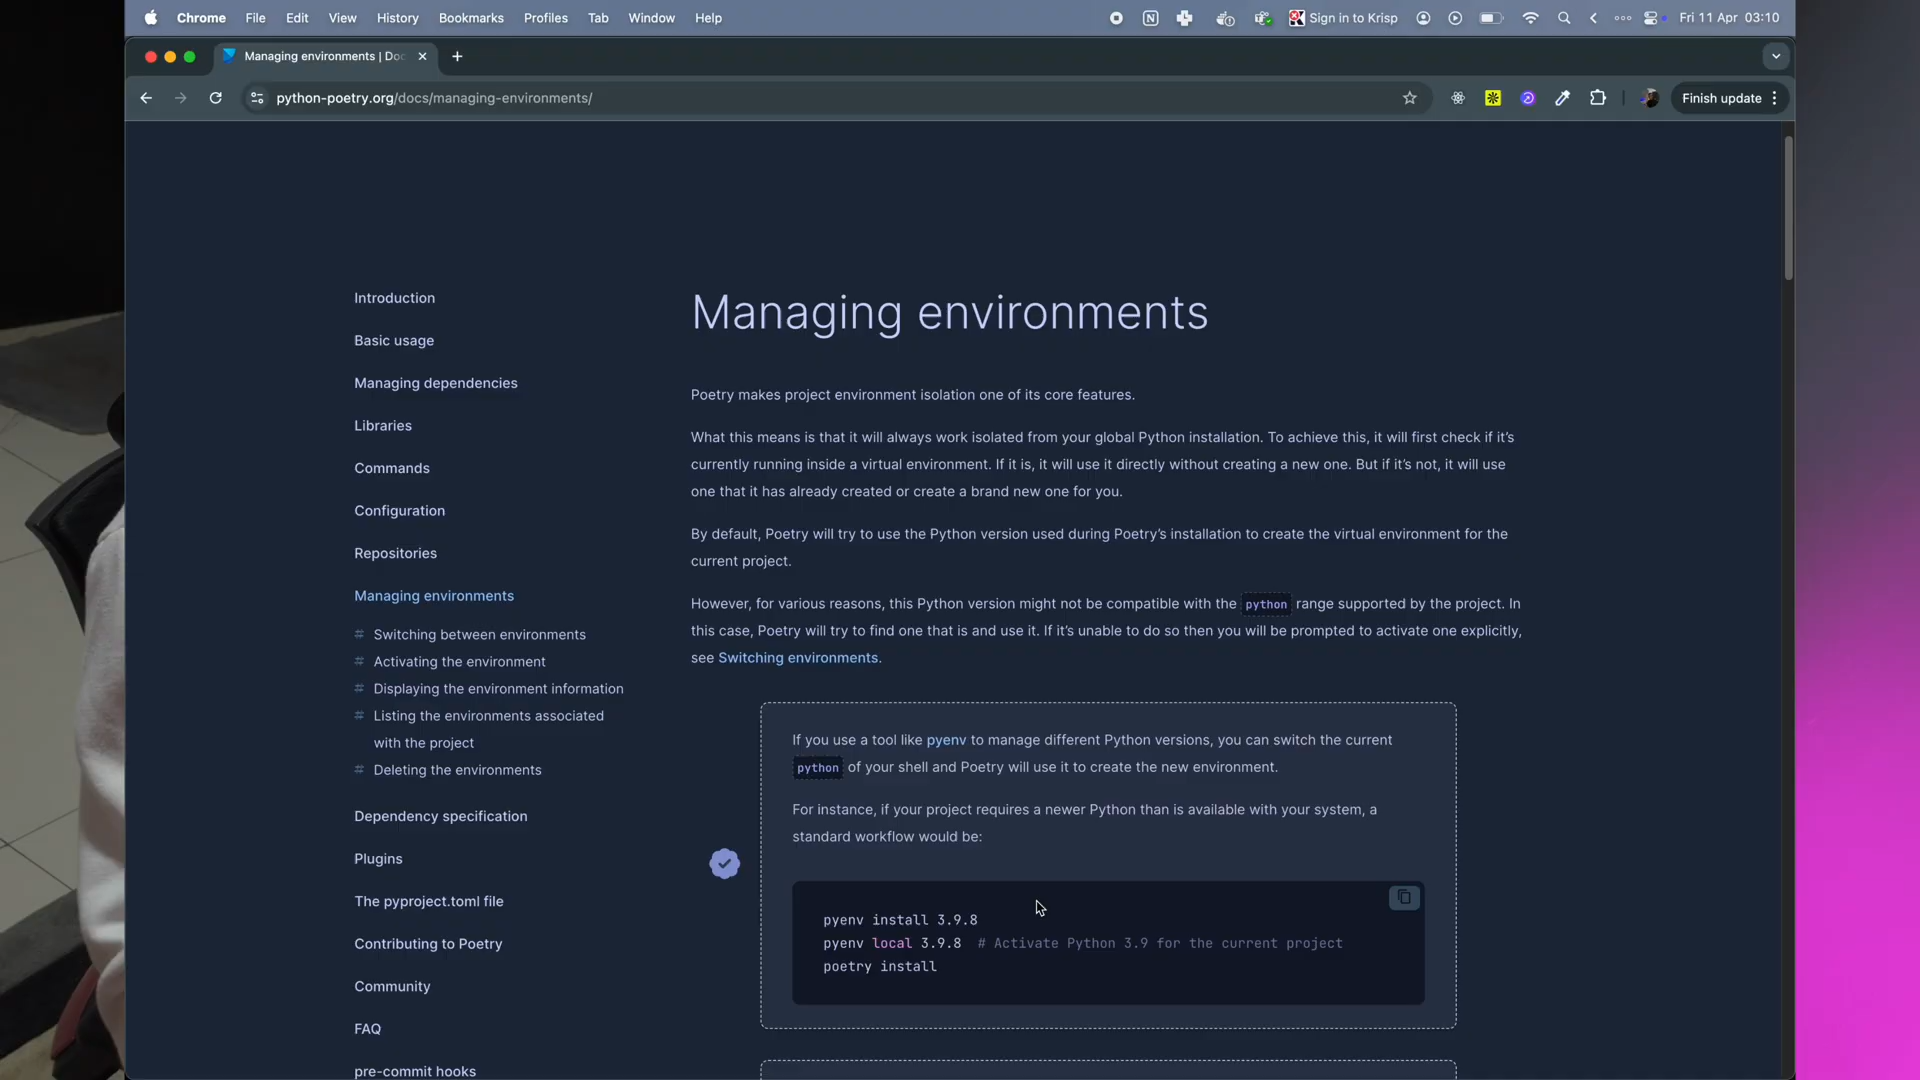 Chrome File Edit View History Bookmarks Profiles Tab Window Help Sign in to Krisp Fri 11 Apr 03:10
Managing environments | Doc
python-poetry.org/docs/managing-environments/ Finish update
Introduction
Basic usage
Managing dependencies
Libraries
Commands
Configuration
Repositories
Managing environments
# Switching between environments
# Activating the environment
# Displaying the environment information
# Listing the environments associated
with the project
# Deleting the environments
Dependency specification
Plugins
The pyproject.toml file
Contributing to Poetry
Community
FAQ
pre-commit hooks
Managing environments
Poetry makes project environment isolation one of its core features.
What this means is that it will always work isolated from your global Python installation. To achieve this, it will first check if it's
currently running inside a virtual environment. If it is, it will use it directly without creating a new one. But if it's not, it will use
one that it has already created or create a brand new one for you.
By default, Poetry will try to use the Python version used during Poetry's installation to create the virtual environment for the
current project.
However, for various reasons, this Python version might not be compatible with the python range supported by the project. In
this case, Poetry will try to find one that is and use it. If it's unable to do so then you will be prompted to activate one explicitly,
see Switching environments.
If you use a tool like pyenv to manage different Python versions, you can switch the current
python of your shell and Poetry will use it to create the new environment.
For instance, if your project requires a newer Python than is available with your system, a
standard workflow would be:
pyenv install 3.9.8
pyenv local 3.9.8 # Activate Python 3.9 for the current project
poetry install